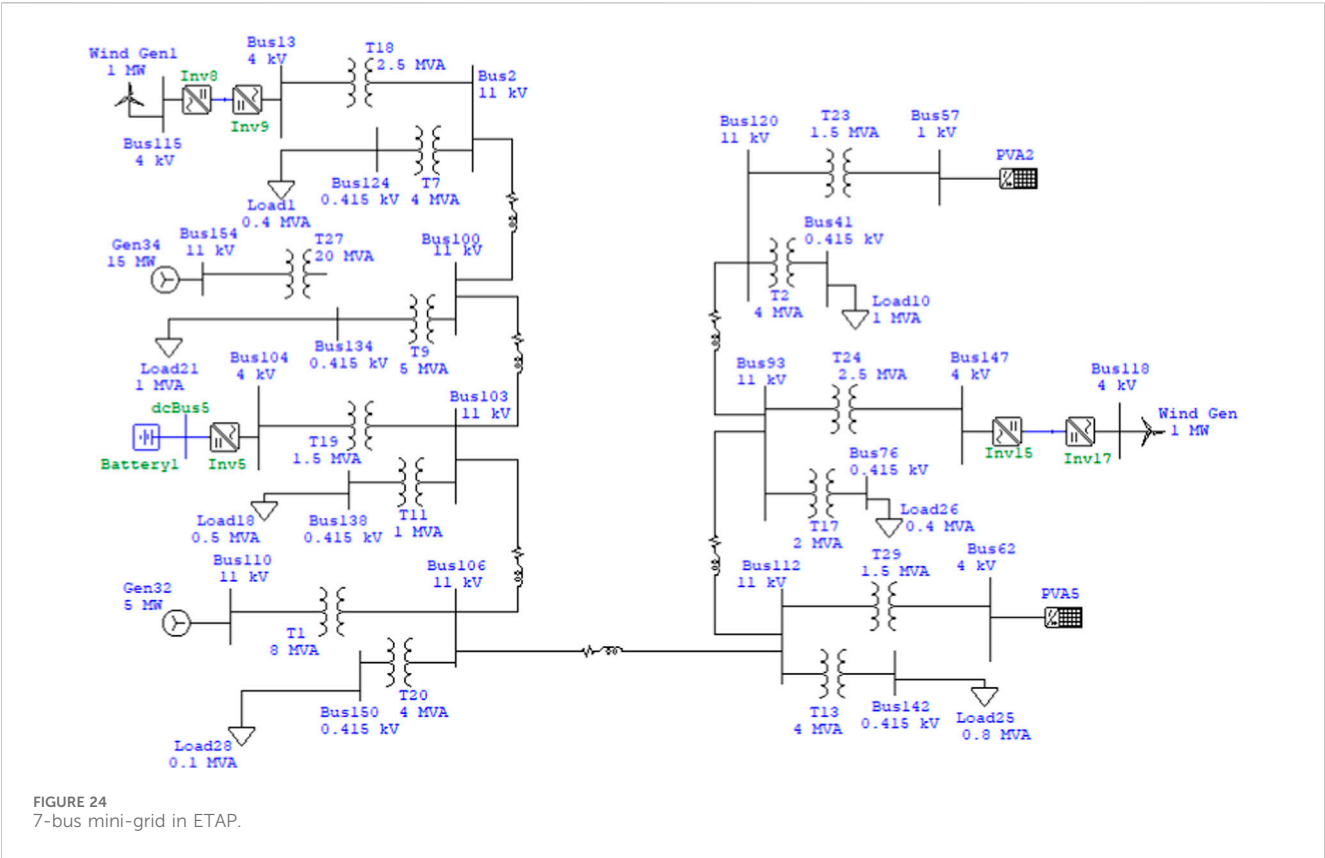 Wind Gen1
1 MW
Inv8
Inv9
Bus115
4 kV
Bus13
4 kV
T18
2.5 MVA
Bus2
11 kV
Bus124
0.415 kV
T7
4 MVA
Load1
0.4 MVA
Gen34
15 MW
Bus154
11 kV
T27
20 MVA
Bus100
11 kV
Bus134
0.415 kV
T9
5 MVA
Load21
1 MVA
Bus104
4 kV
dcBus5
Battery1
Inv5
T19
1.5 MVA
Bus103
11 kV
Load18
0.5 MVA
Bus138
0.415 kV
T11
1 MVA
Bus110
11 kV
Gen32
5 MW
T1
8 MVA
Bus106
11 kV
T20
4 MVA
Bus150
0.415 kV
Load28
0.1 MVA
Bus120
11 kV
T23
1.5 MVA
Bus57
1 kV
PVA2
Bus41
0.415 kV
T2
4 MVA
Load10
1 MVA
Bus93
11 kV
T24
2.5 MVA
Bus147
4 kV
Bus118
4 kV
Wind Gen
1 MW
Inv15
Inv17
Bus76
0.415 kV
T17
2 MVA
Load26
0.4 MVA
Bus112
11 kV
T29
1.5 MVA
Bus62
4 kV
PVA5
T13
4 MVA
Bus142
0.415 kV
Load25
0.8 MVA
FIGURE 24
7-bus mini-grid in ETAP.